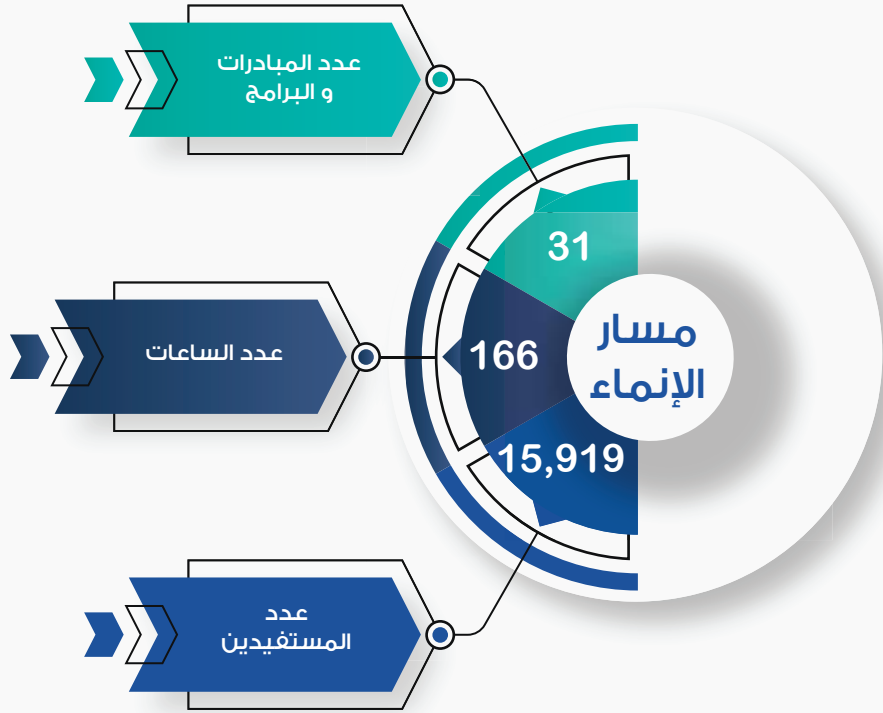 مسار
الإنماء
عدد المبادرات
و البرامج
31
عدد الساعات
166
عدد
المستفيدين
15,919